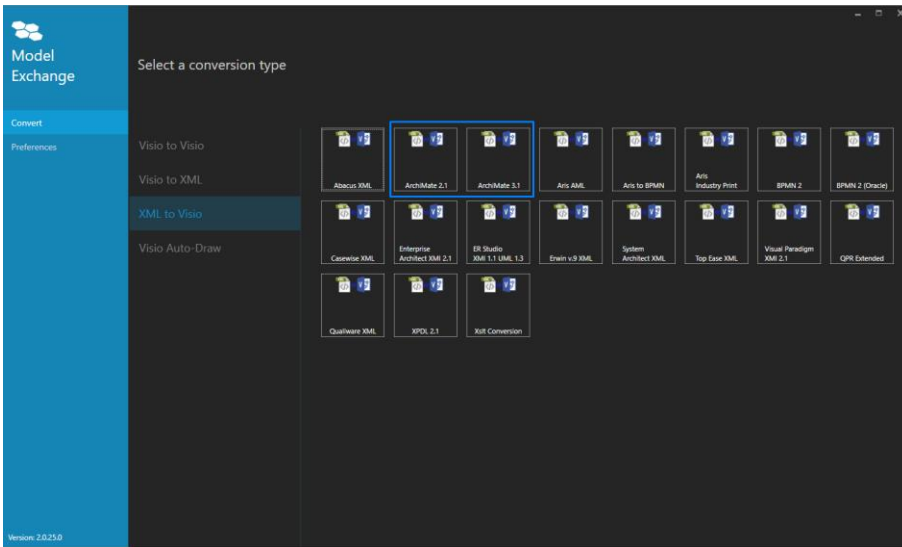 Model
Exchange
Select a conversion type
Convert
Preferences
Visio to Visio
Visio to XML
XML to Visio
Visio Auto-Draw
Abacus XML
ArchiMate 2.1
ArchiMate 3.1
Aris AML
Aris to BPMN
Aris
Industry Print
BPMN 2
BPMN 2 (Oracle)
Casewise XML
Enterprise
Architect XMI 2.1
ER Studio
XMI 1.1 UML 1.3
Erwin v.9 XML
System
Architect XML
Top Ease XML
Visual Paradigm
XMI 2.1
QPR Extended
Qualiware XML
XPDL 2.1
Xslt Conversion
Version: 2.0.25.0